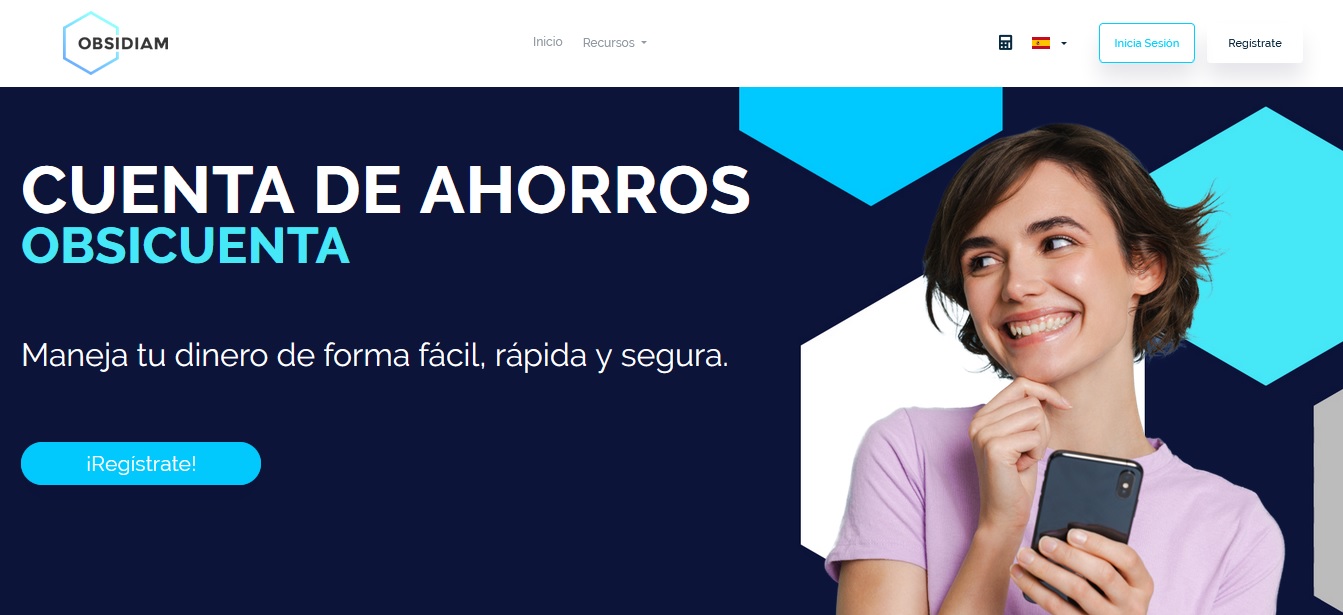 OBSIDIAM
Inicio
Recursos
Inicia Sesión
Registrate
CUENTA DE AHORROS
OBSICUENTA
Maneja tu dinero de forma fácil, rápida y segura.
¡Regístrate!